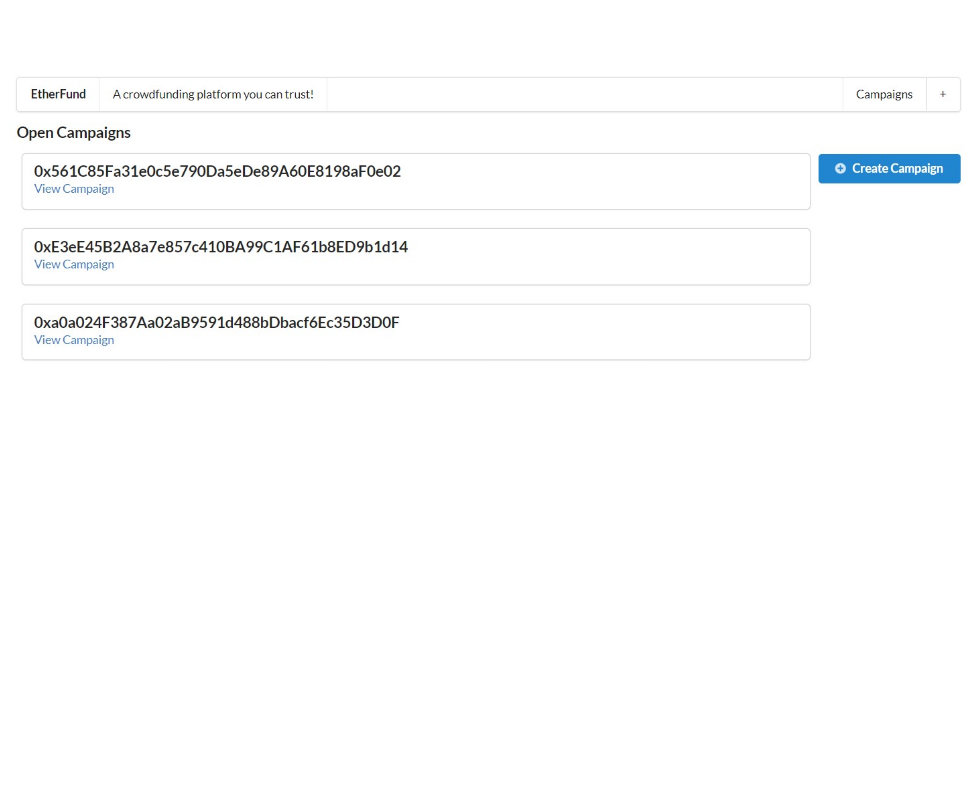 EtherFund A crowdfunding platform you can trust! Campaigns +
Open Campaigns
0x561C85Fa31e0c5e790Da5eDe89A60E8198aF0e02
View Campaign
Create Campaign
0xE3eE45B2A8a7e857c410BA99C1AF61b8ED9b1d14
View Campaign
0xa0a024F387Aa02aB9591d488bDbacf6Ec35D3D0F
View Campaign